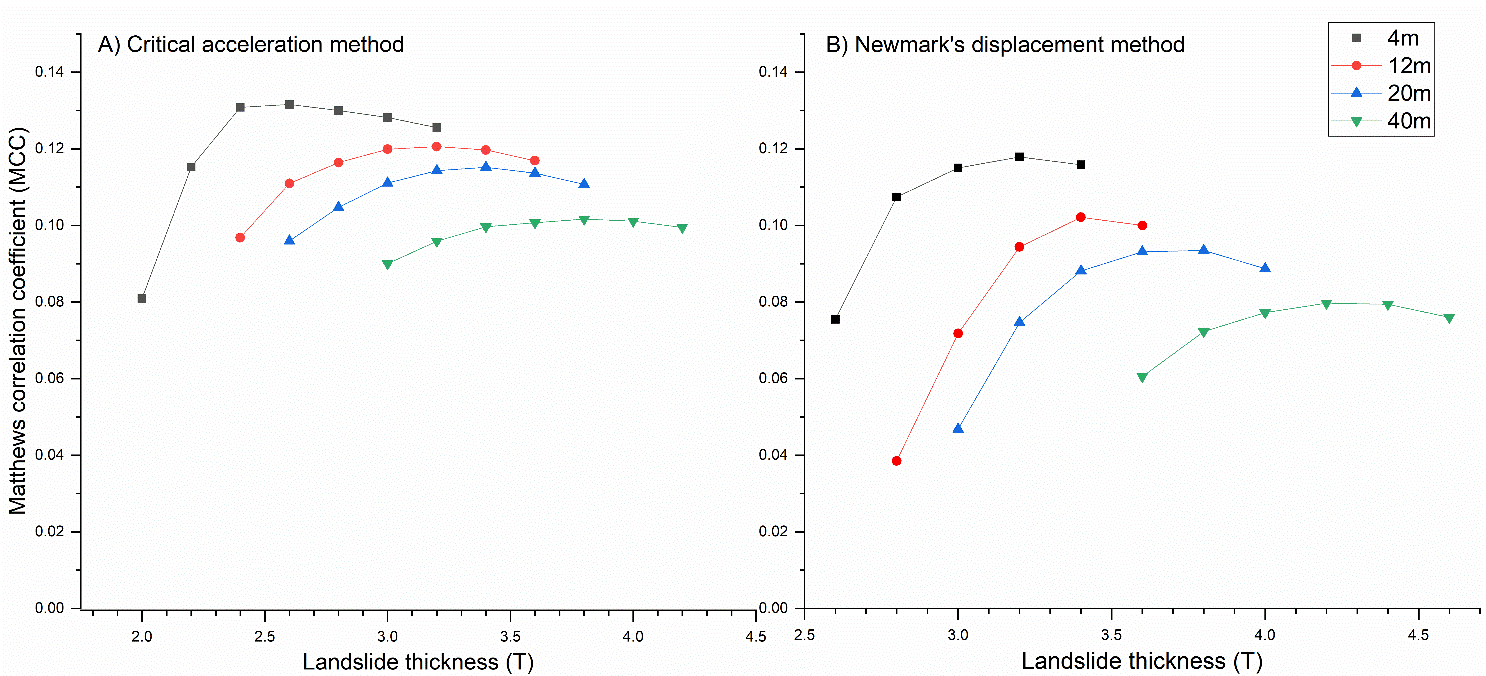 A) Critical acceleration method
0.14
0.12
0.10
0.08
0.06
0.04
0.02
0.00
Matthews correlation coefficient (MCC)
2.0 2.5 3.0 3.5 4.0 4.5
Landslide thickness (T)
B) Newmark's displacement method
4m
12m
20m
40m
0.14
0.12
0.10
0.08
0.06
0.04
0.02
0.00
2.5 3.0 3.5 4.0 4.5
Landslide thickness (T)